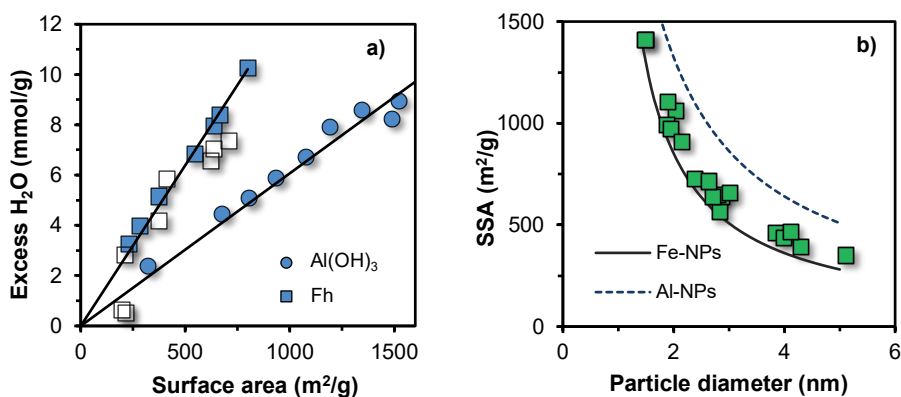 a)
12
10
8
6
4
2
0
Excess H₂O (mmol/g)
Al(OH)₃
Fh
0 500 1000 1500
Surface area (m²/g)
b)
1500
1000
500
0
SSA (m²/g)
Fe-NPs
Al-NPs
0 2 4 6
Particle diameter (nm)